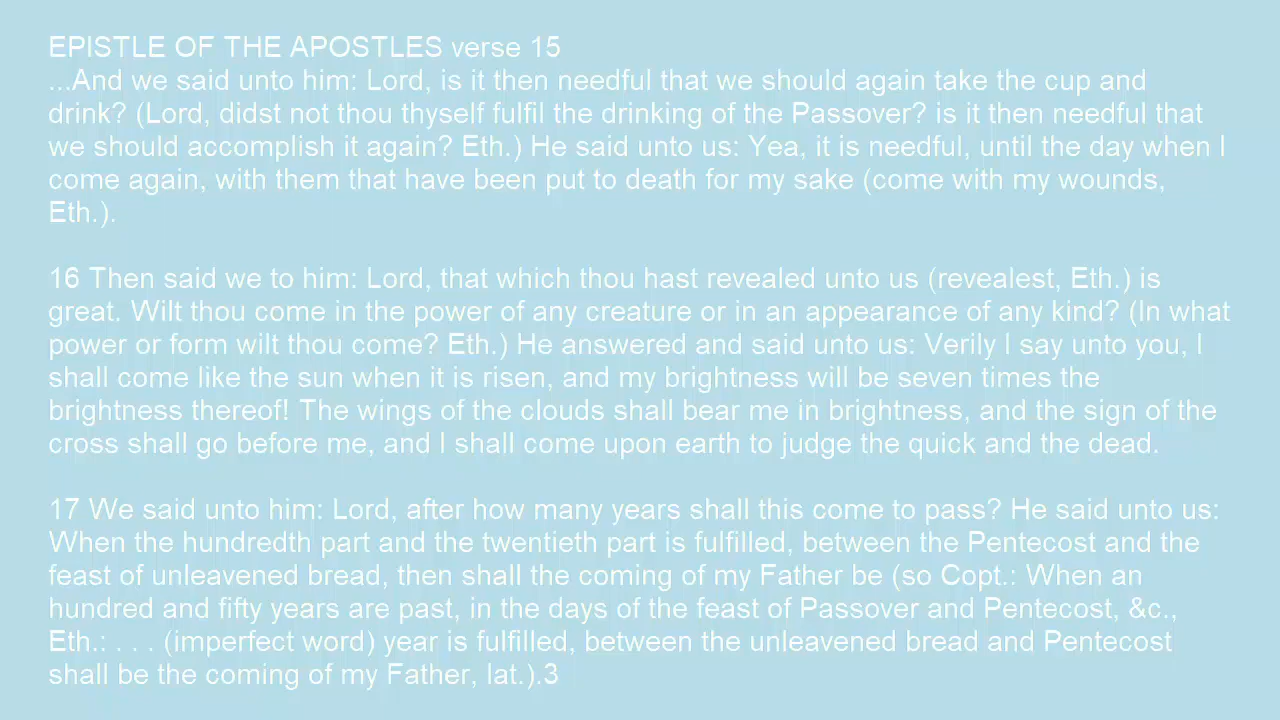 EPISTLE OF THE APOSTLES verse 15
...And we said unto him: Lord, is it then needful that we should again take the cup and
drink? (Lord, didst not thou thyself fulfil the drinking of the Passover? is it then needful that
we should accomplish it again? Eth.) He said unto us: Yea, it is needful, until the day when I
come again, with them that have been put to death for my sake (come with my wounds,
Eth.).
16 Then said we to him: Lord, that which thou hast revealed unto us (revealest, Eth.) is
great. Wilt thou come in the power of any creature or in an appearance of any kind? (In what
power or form wilt thou come? Eth.) He answered and said unto us: Verily I say unto you, I
shall come like the sun when it is risen, and my brightness will be seven times the
brightness thereof! The wings of the clouds shall bear me in brightness, and the sign of the
cross shall go before me, and I shall come upon earth to judge the quick and the dead.
17 We said unto him: Lord, after how many years shall this come to pass? He said unto us:
When the hundredth part and the twentieth part is fulfilled, between the Pentecost and the
feast of unleavened bread, then shall the coming of my Father be (so Copt.: When an
hundred and fifty years are past, in the days of the feast of Passover and Pentecost, &c.,
Eth.: . . . (imperfect word) year is fulfilled, between the unleavened bread and Pentecost
shall be the coming of my Father, lat.).3